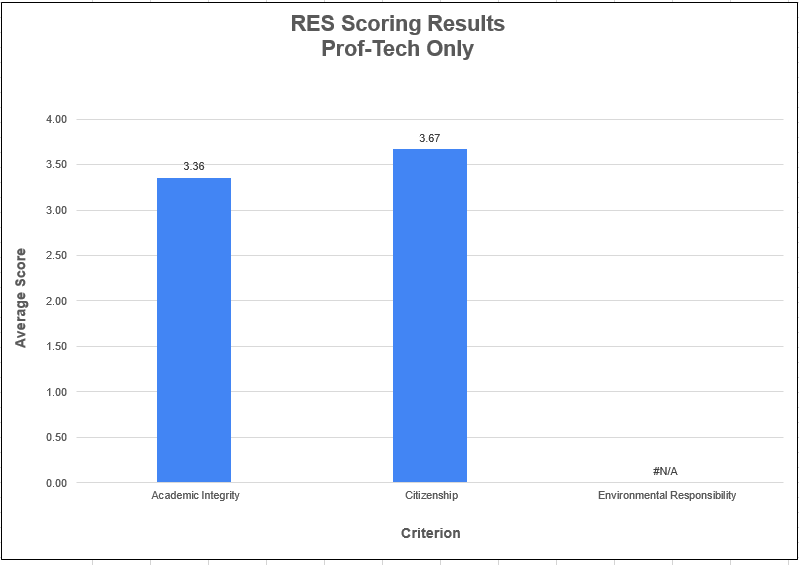 RES Scoring Results
Prof-Tech Only
4.00
3.67
3.50
3.36
3.00
2.50
2.00
1.50
1.00
0.50
0.00
#N/A
Average Score
Academic Integrity
Citizenship
Environmental Responsibility
Criterion